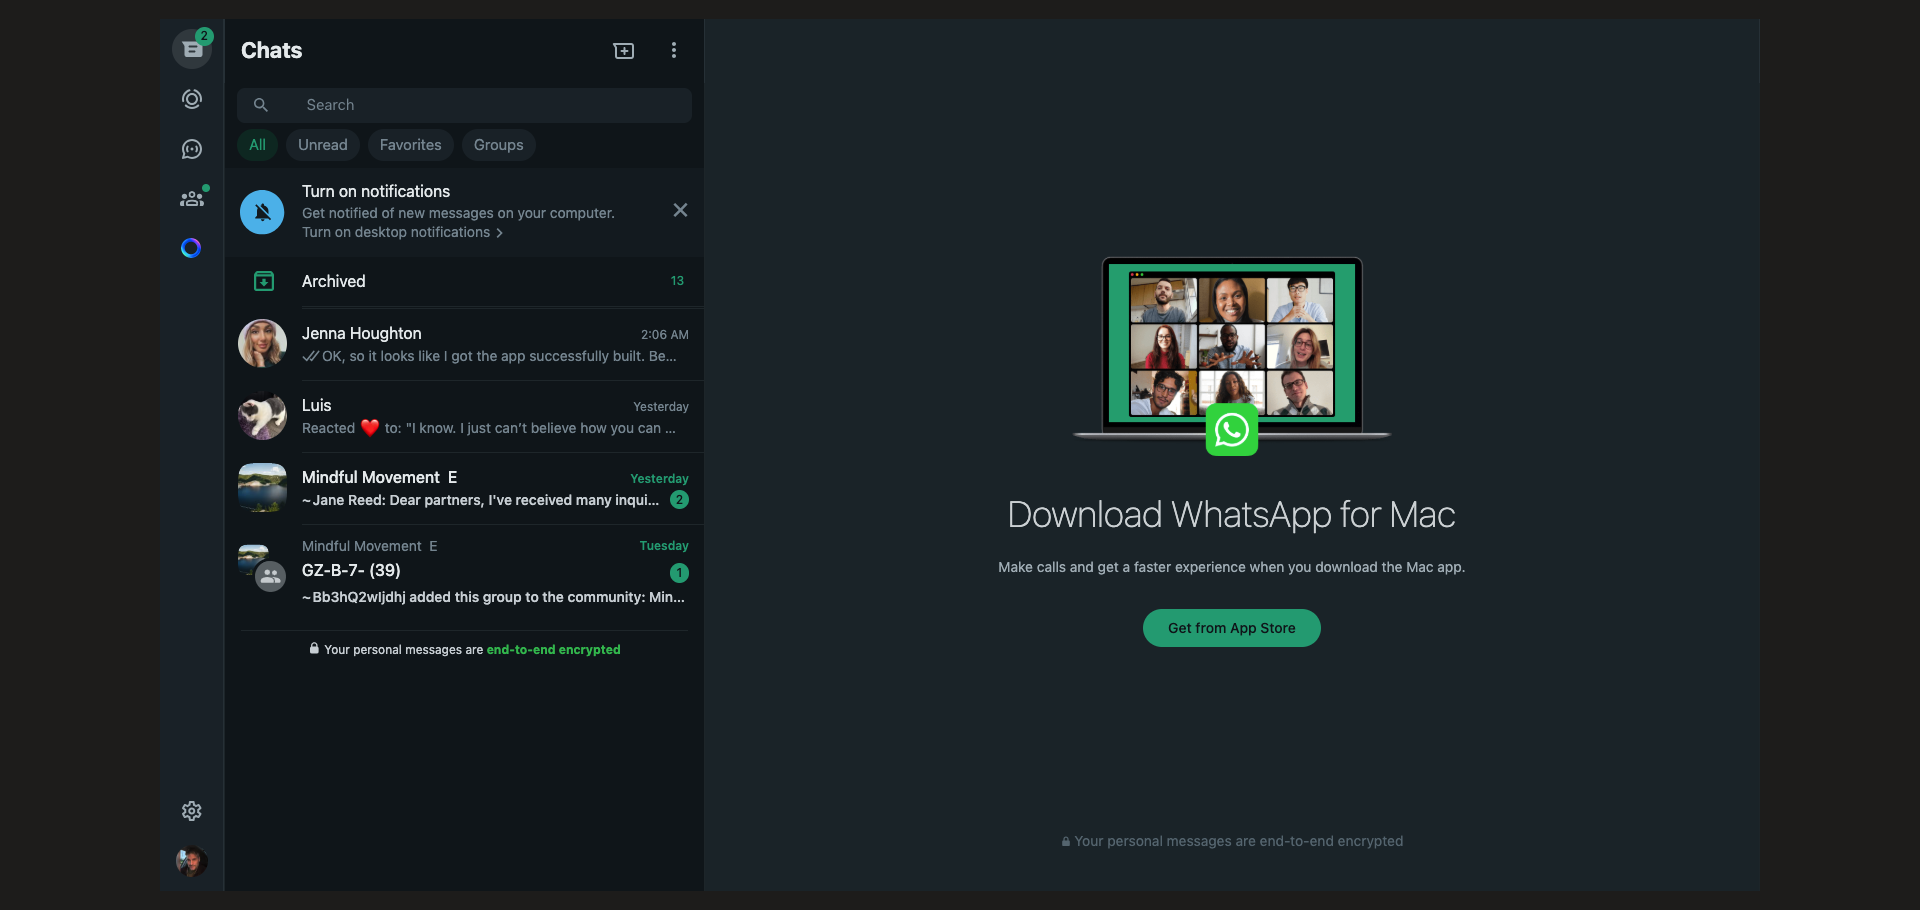 2
Chats
Search
All
Unread
Favorites
Groups
Turn on notifications
Get notified of new messages on your computer.
Turn on desktop notifications
Archived
13
Jenna Houghton
2:06 AM
OK, so it looks like I got the app successfully built. Be...
Luis
Yesterday
Reacted ❤️ to: "I know. I just can't believe how you can ...
Mindful Movement E
Yesterday
~Jane Reed: Dear partners, I've received many inqui...
2
Mindful Movement E
Tuesday
GZ-B-7- (39)
1
~Bb3hQ2wljdhj added this group to the community: Min...
Your personal messages are end-to-end encrypted
Download WhatsApp for Mac
Make calls and get a faster experience when you download the Mac app.
Get from App Store
Your personal messages are end-to-end encrypted